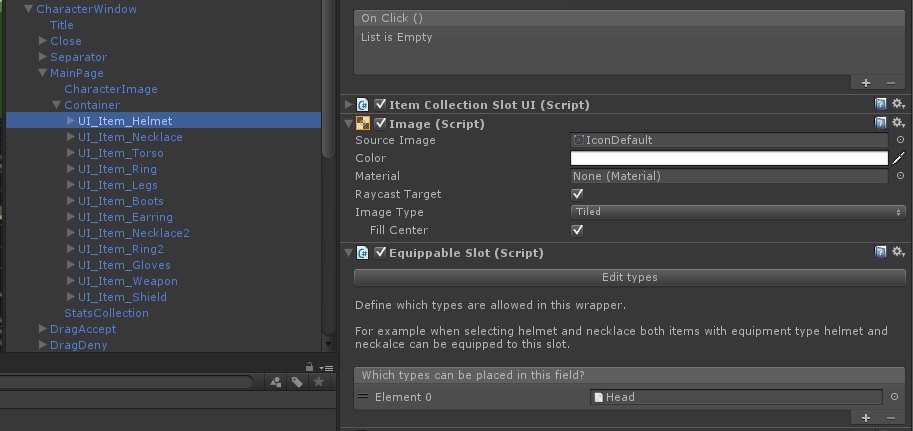 CharacterWindow
Title
Close
Separator
MainPage
CharacterImage
Container
UI_Item_Helmet
UI_Item_Necklace
UI_Item_Torso
UI_Item_Ring
UI_Item_Legs
UI_Item_Boots
UI_Item_Earring
UI_Item_Necklace2
UI_Item_Ring2
UI_Item_Gloves
UI_Item_Weapon
UI_Item_Shield
StatsCollection
DragAccept
DragDeny
On Click ()
List is Empty
Item Collection Slot UI (Script)
Image (Script)
Source Image IconDefault
Color
Material None (Material)
Raycast Target
Image Type Tiled
Fill Center
Equippable Slot (Script)
Edit types
Define which types are allowed in this wrapper.
For example when selecting helmet and necklace both items with equipment type helmet and
neckalce can be equipped to this slot.
Which types can be placed in this field?
Element 0 Head